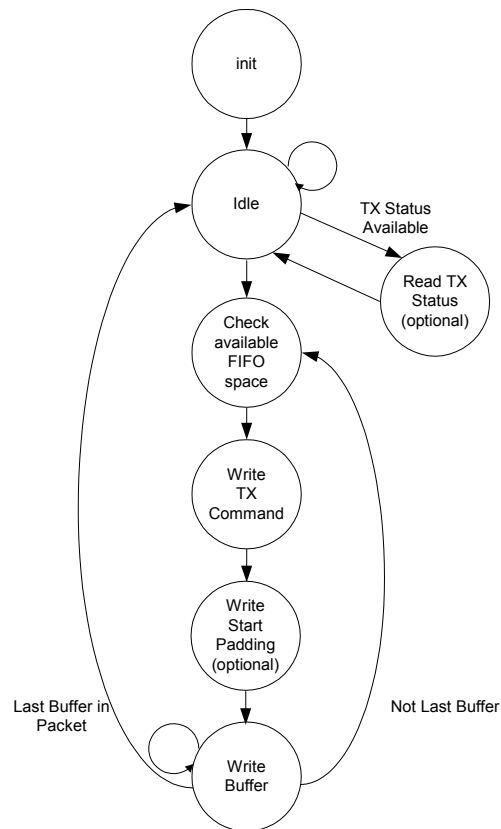 init
Idle
TX Status
Available
Read TX
Status
(optional)
Check
available
FIFO
space
Write
TX
Command
Write
Start
Padding
(optional)
Last Buffer in
Packet
Not Last Buffer
Write
Buffer